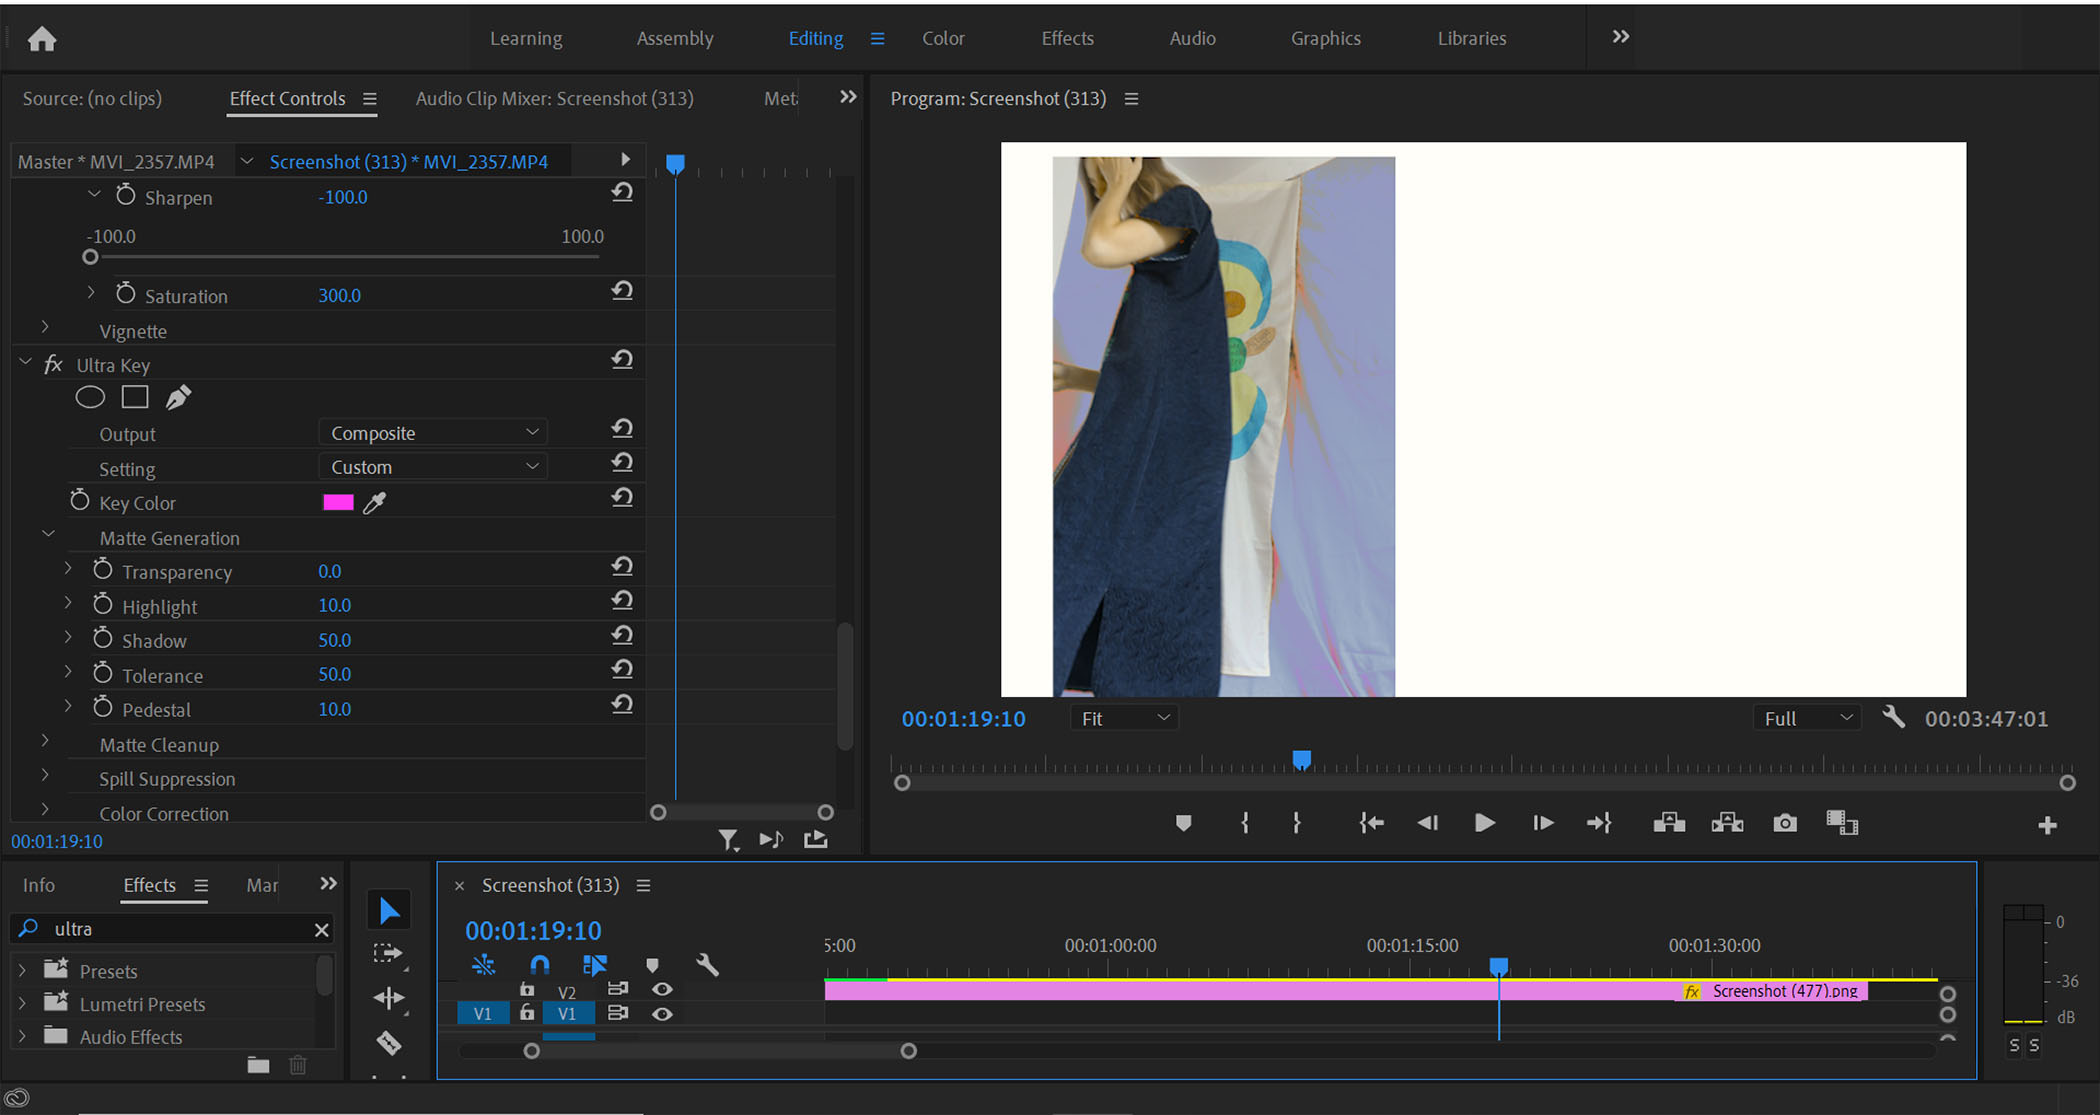 Learning Assembly Editing Color Effects Audio Graphics Libraries
Source: (no clips) Effect Controls Audio Clip Mixer: Screenshot (313) Met
Program: Screenshot (313)
Master * MVI_2357.MP4 Screenshot (313) * MVI_2357.MP4
Sharpen -100.0
-100.0 100.0
Saturation 300.0
Vignette
fx Ultra Key
Output Composite
Setting Custom
Key Color
Matte Generation
Transparency 0.0
Highlight 10.0
Shadow 50.0
Tolerance 50.0
Pedestal 10.0
Matte Cleanup
Spill Suppression
Color Correction
00:01:19:10
00:01:19:10 Fit Full 00:03:47:01
Info Effects Mar
ultra
Presets
Lumetri Presets
Audio Effects
× Screenshot (313)
00:01:19:10
5:00 00:01:00:00 00:01:15:00 00:01:30:00
V2
fx Screenshot (477).png
V1 V1
0
-36
dB
S S